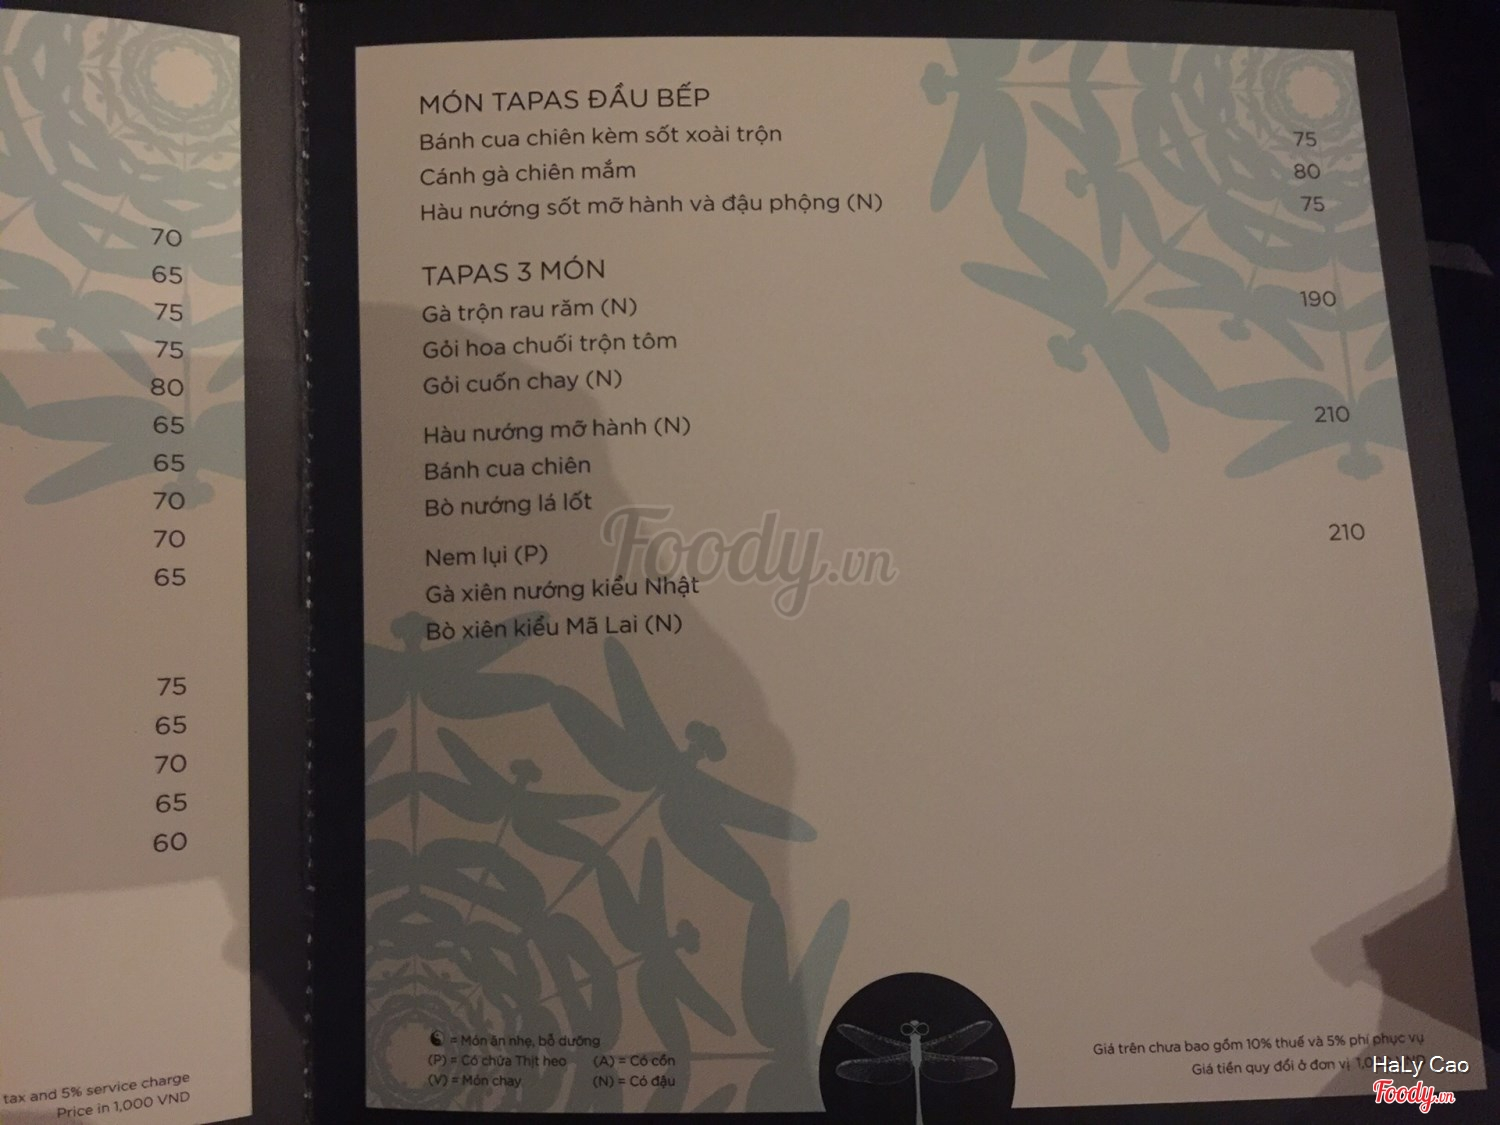 70
65
75
75
80
65
65
70
70
65
75
65
70
65
60
tax and 5% service charge
Price in 1,000 VND
MÓN TAPAS ĐẦU BẾP
Bánh cua chiên kèm sốt xoài trộn 75
Cánh gà chiên mắm 80
Hàu nướng sốt mỡ hành và đậu phộng (N) 75
TAPAS 3 MÓN
Gà trộn rau răm (N) 190
Gỏi hoa chuối trộn tôm
Gỏi cuốn chay (N)
Hàu nướng mỡ hành (N) 210
Bánh cua chiên
Bò nướng lá lốt
Nem lụi (P) 210
Gà xiên nướng kiểu Nhật
Bò xiên kiểu Mã Lai (N)
Foody.vn
= Món ăn nhẹ, bổ dưỡng
(P) = Có chứa Thịt heo (A) = Có cồn
(V) = Món chay (N) = Có đậu
Giá trên chưa bao gồm 10% thuế và 5% phí phục vụ
Giá tiền quy đổi ở đơn vị
HaLy Cao
Foody.vn